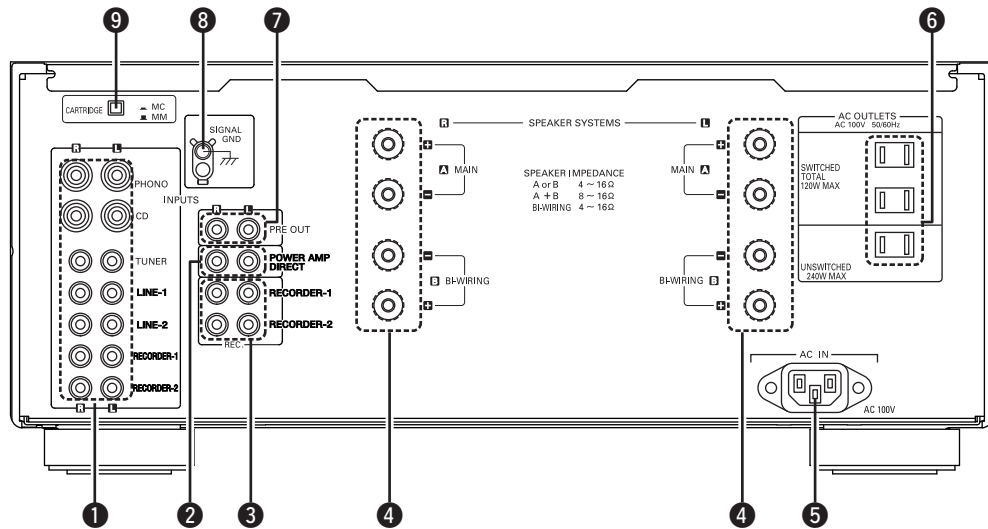 9
8
7
6
CARTRIDGE
MC
MM
SIGNAL
GND
R L
PHONO
INPUTS
CD
TUNER
LINE-1
LINE-2
RECORDER-1
RECORDER-2
R L
R L
PRE OUT
POWER AMP
DIRECT
RECORDER-1
RECORDER-2
REC.
R SPEAKER SYSTEMS L
+
A MAIN
-
-
B BI-WIRING
+
SPEAKER IMPEDANCE
A or B 4 ~ 16Ω
A + B 8 ~ 16Ω
BI-WIRING 4 ~ 16Ω
+
MAIN A
-
-
BI-WIRING B
+
AC OUTLETS
AC 100V 50/60Hz
SWITCHED
TOTAL
120W MAX
UNSWITCHED
240W MAX
AC IN
AC 100V
1
2
3
4
4
5